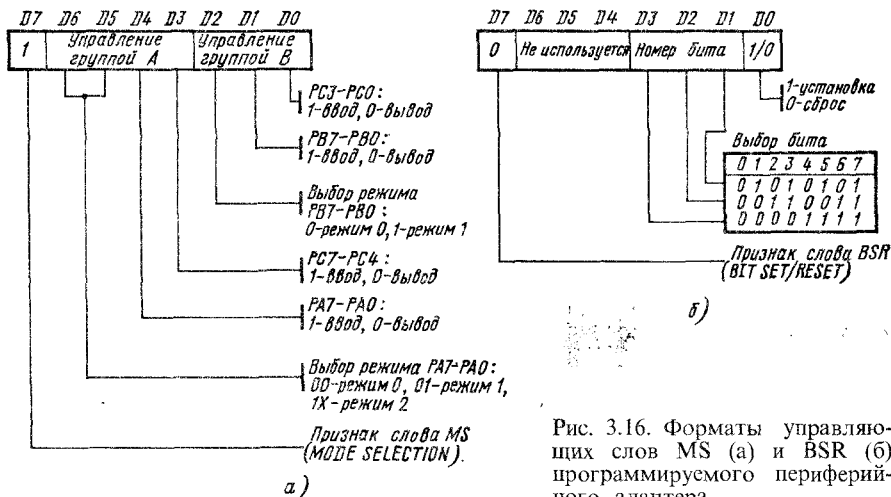 D7 D6 D5 D4 D3 D2 D1 D0
1 Управление группой А Управление группой В
PC3-PC0:
1-ввод, 0-вывод
PB7-PB0:
1-ввод, 0-вывод
Выбор режима
PB7-PB0:
0-режим 0, 1-режим 1
PC7-PC4:
1-ввод, 0-вывод
PA7-PA0:
1-ввод, 0-вывод
Выбор режима PA7-PA0:
00-режим 0, 01-режим 1,
1X-режим 2
Признак слова MS
(MODE SELECTION).
а)
D7 D6 D5 D4 D3 D2 D1 D0
0 Не используется Номер бита 1/0
1-установка
0-сброс
Выбор бита
0 1 2 3 4 5 6 7
0 1 0 1 0 1 0 1
0 0 1 1 0 0 1 1
0 0 0 0 1 1 1 1
Признак слова BSR
(BIT SET/RESET)
б)
Рис. 3.16. Форматы управляю-
щих слов MS (а) и BSR (б)
программируемого периферий-
ного адаптера